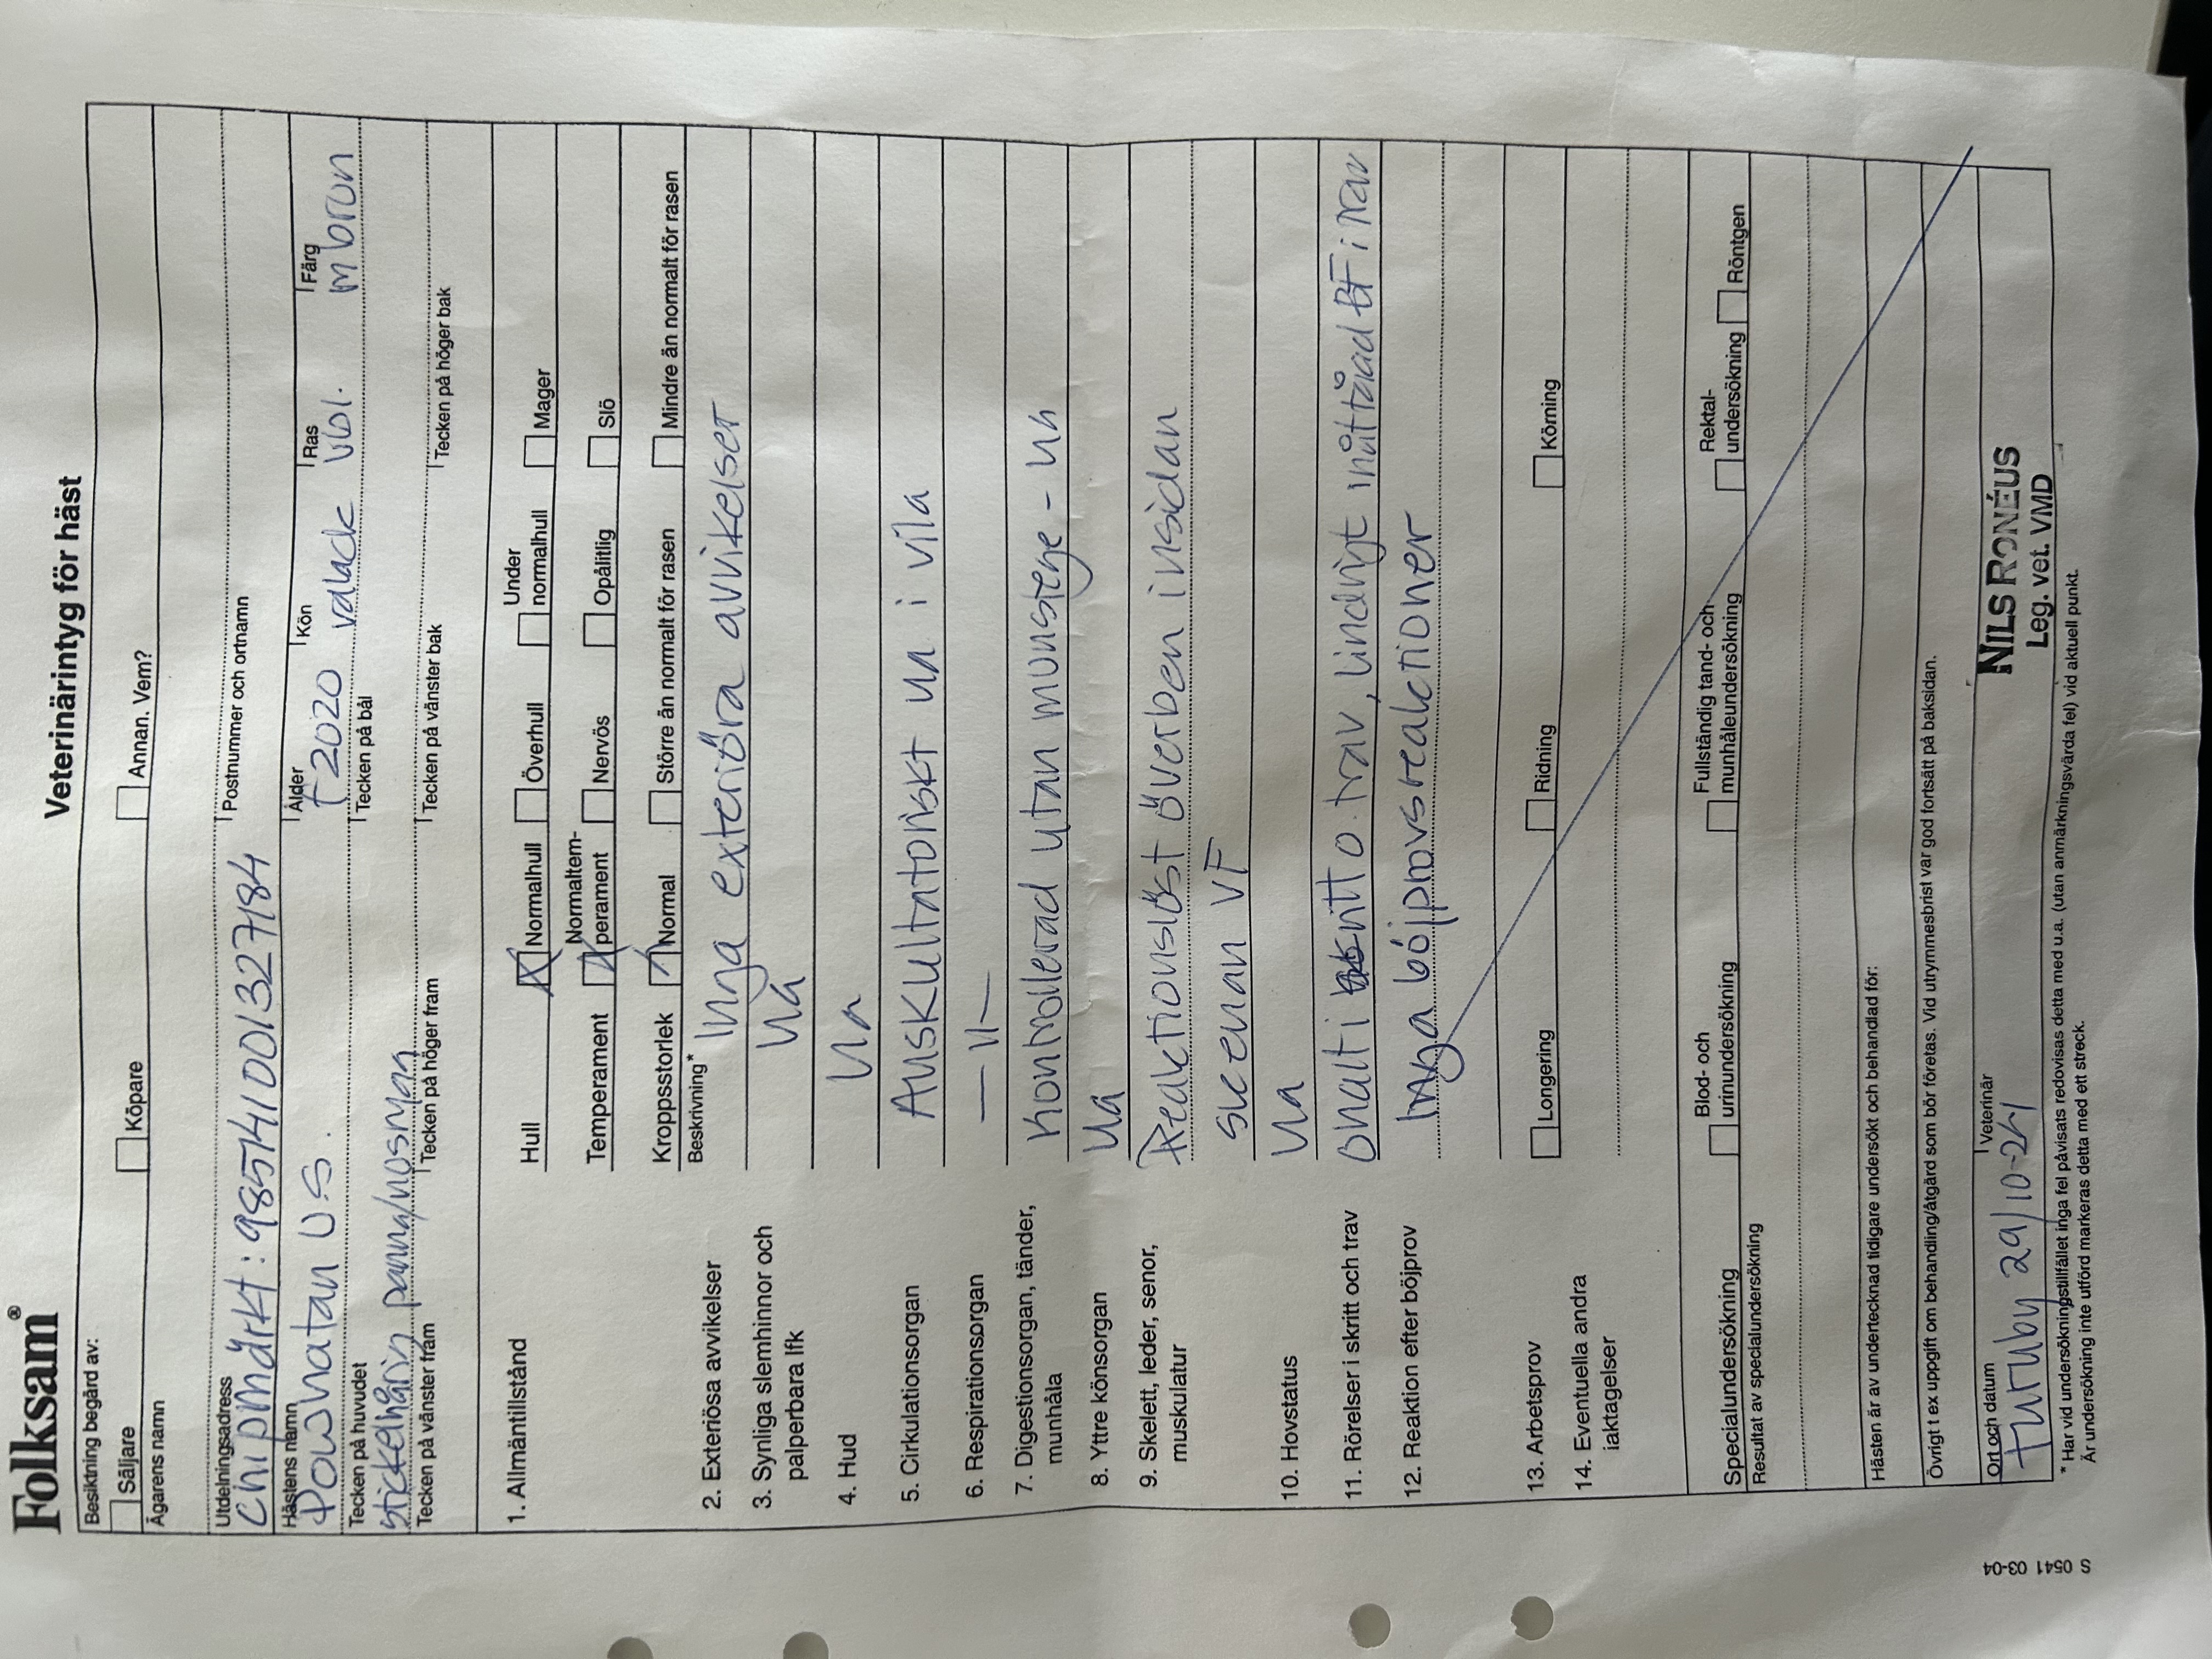 Folksam®
Veterinärintyg för häst
Besiktning begärd av:
Säljare Köpare Annan. Vem?
Ägarens namn
Utdelningsadress Postnummer och ortnamn
chipmärkt: 985141001327184
Hästens namn Ålder Kön Ras Färg
Powhatan U.S. f 2020 valack vbl. m brun
Tecken på huvudet Tecken på bål
stickelhårig panna/nosman
Tecken på vänster fram Tecken på höger fram Tecken på vänster bak Tecken på höger bak
1. Allmäntillstånd Hull Normalhull Överhull Under normalhull Mager
Temperament Normaltemperament Nervös Opålitlig Slö
Kroppsstorlek Normal Större än normalt för rasen Mindre än normalt för rasen
Beskrivning*
2. Exteriösa avvikelser Inga exteriöra avvikelser
3. Synliga slemhinnor och palperbara lfk Ua
4. Hud Ua
5. Cirkulationsorgan Auskultatoriskt ua i vila
6. Respirationsorgan — 11 —
7. Digestionsorgan, tänder, munhåla Kontrollerad utan munstege - ua
8. Yttre könsorgan Ua
9. Skelett, leder, senor, muskulatur Reaktionslöst överben i insidan
skenan VF
10. Hovstatus Ua
11. Rörelser i skritt och trav Ohalt i skritt o. trav, lindrigt inåttåad BF i trav
12. Reaktion efter böjprov Inga böjprovsreaktioner
13. Arbetsprov Longering Ridning Körning
14. Eventuella andra iakttagelser
Specialundersökning Blod- och urinundersökning Fullständig tand- och munhåleundersökning Rektalundersökning Röntgen
Resultat av specialundersökning
Hästen är av undertecknad tidigare undersökt och behandlad för:
Övrigt t ex uppgift om behandling/åtgärd som bör företas. Vid utrymmesbrist var god fortsätt på baksidan.
Ort och datum Veterinär
Furuby 29/10-24
NILS RONÉUS
Leg. vet. VMD
* Har vid undersökningstillfället inga fel påvisats redovisas detta med u.a. (utan anmärkningsvärda fel) vid aktuell punkt.
Är undersökning inte utförd markeras detta med ett streck.
S 0541 03-04